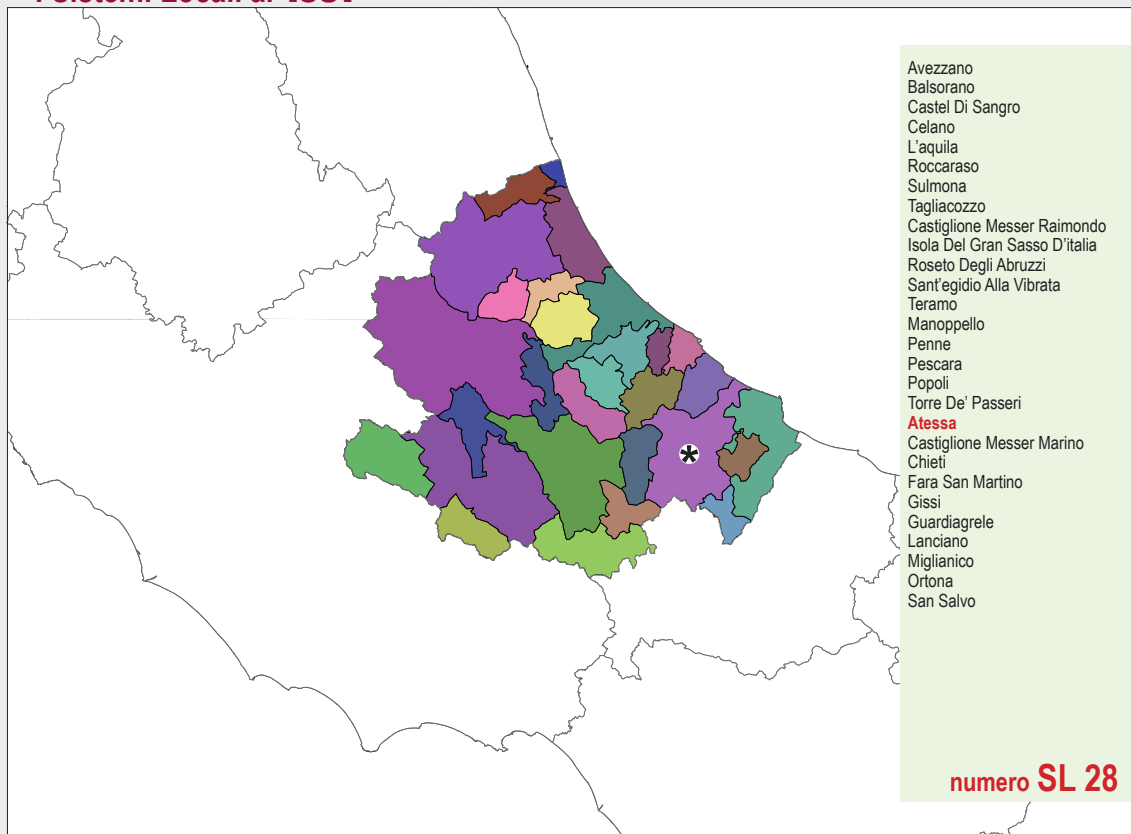 Avezzano
Balsorano
Castel Di Sangro
Celano
L'aquila
Roccaraso
Sulmona
Tagliacozzo
Castiglione Messer Raimondo
Isola Del Gran Sasso D'italia
Roseto Degli Abruzzi
Sant'egidio Alla Vibrata
Teramo
Manoppello
Penne
Pescara
Popoli
Torre De' Passeri
Atessa
Castiglione Messer Marino
Chieti
Fara San Martino
Gissi
Guardiagrele
Lanciano
Miglianico
Ortona
San Salvo
*
numero SL 28